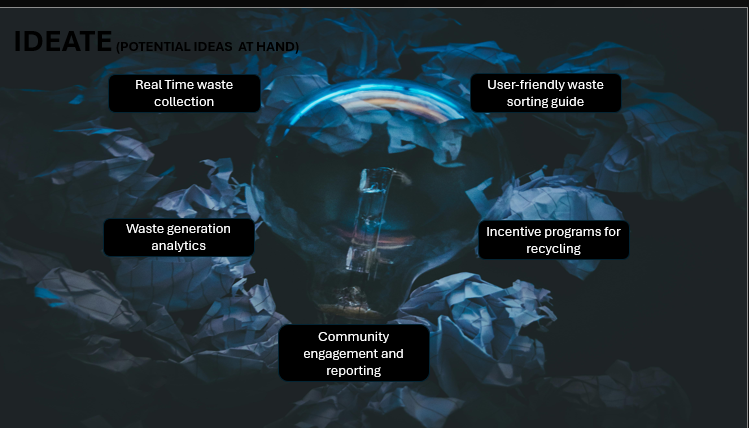 IDEATE (POTENTIAL IDEAS AT HAND)
Real Time waste
collection
User-friendly waste
sorting guide
Waste generation
analytics
Incentive programs for
recycling
Community
engagement and
reporting